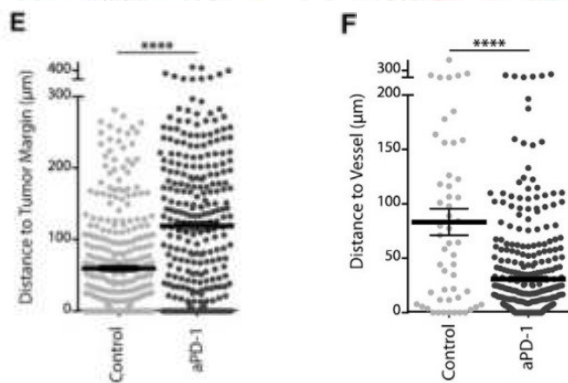 E
****
400
300
200
100
0
Distance to Tumor Margin (μm)
Control
aPD-1
F
****
300
200
150
100
50
0
Distance to Vessel (μm)
Control
aPD-1